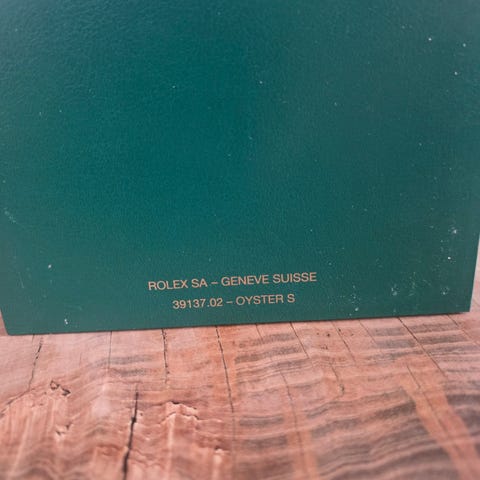 ROLEX SA – GENEVE SUISSE
39137.02 – OYSTER S